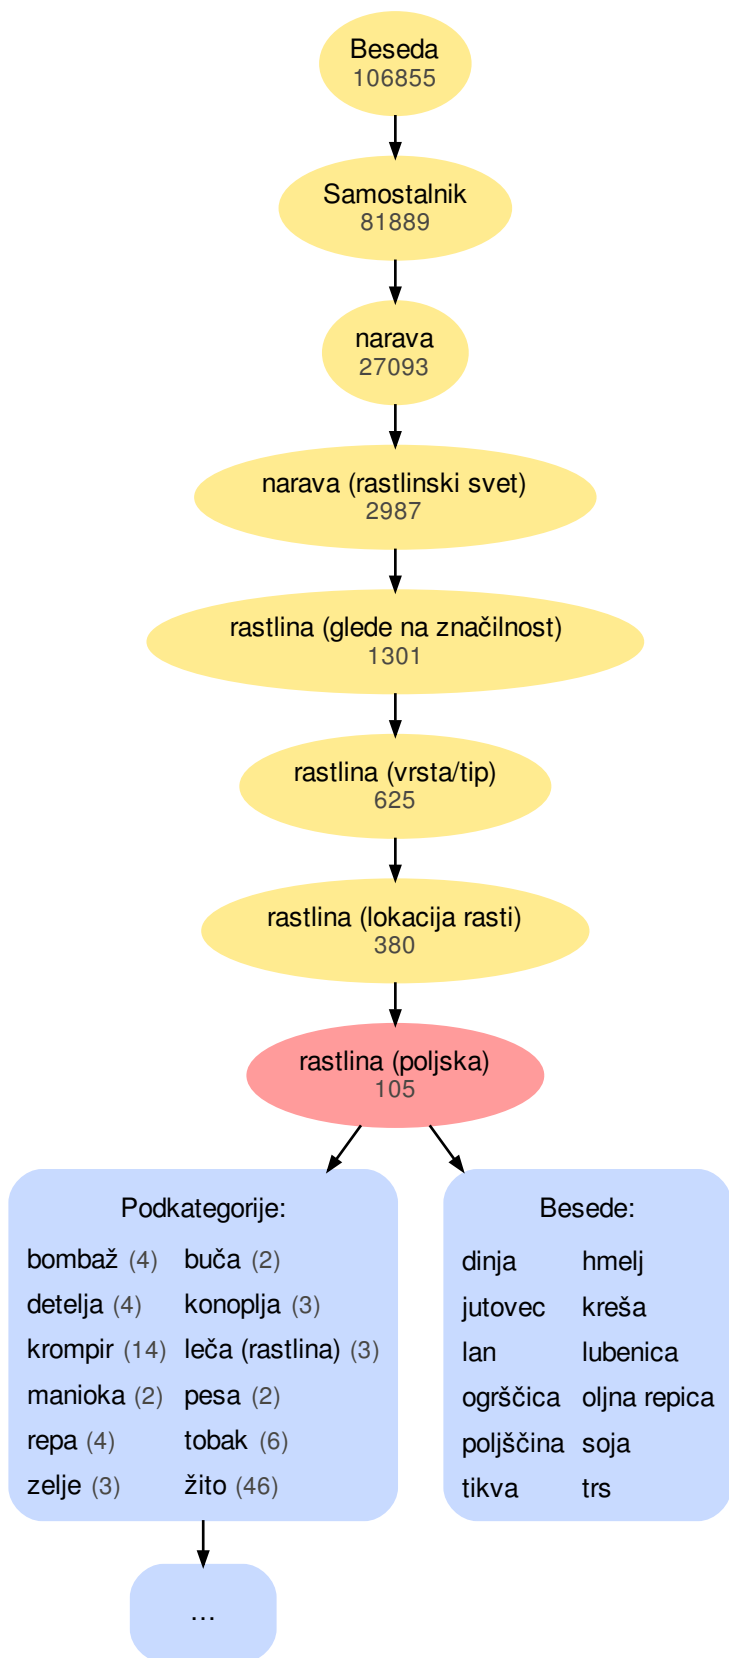 Beseda
106855
Samostalnik
81889
narava
27093
narava (rastlinski svet)
2987
rastlina (glede na značilnost)
1301
rastlina (vrsta/tip)
625
rastlina (lokacija rasti)
380
rastlina (poljska)
105
Podkategorije:
bombaž (4) buča (2)
detelja (4) konoplja (3)
krompir (14) leča (rastlina) (3)
manioka (2) pesa (2)
repa (4) tobak (6)
zelje (3) žito (46)
...
Besede:
dinja hmelj
jutovec kreša
lan lubenica
ogrščica oljna repica
poljščina soja
tikva trs